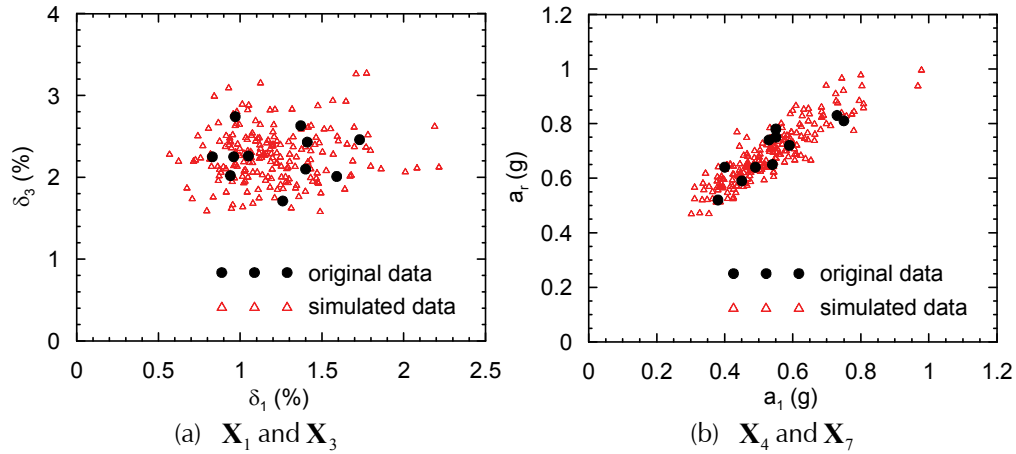 4
3
2
1
0
δ3 (%)
original data
simulated data
0 0.5 1 1.5 2 2.5
δ1 (%)
(a) X1 and X3
1.2
1
0.8
0.6
0.4
0.2
0
ar (g)
original data
simulated data
0 0.2 0.4 0.6 0.8 1 1.2
a1 (g)
(b) X4 and X7